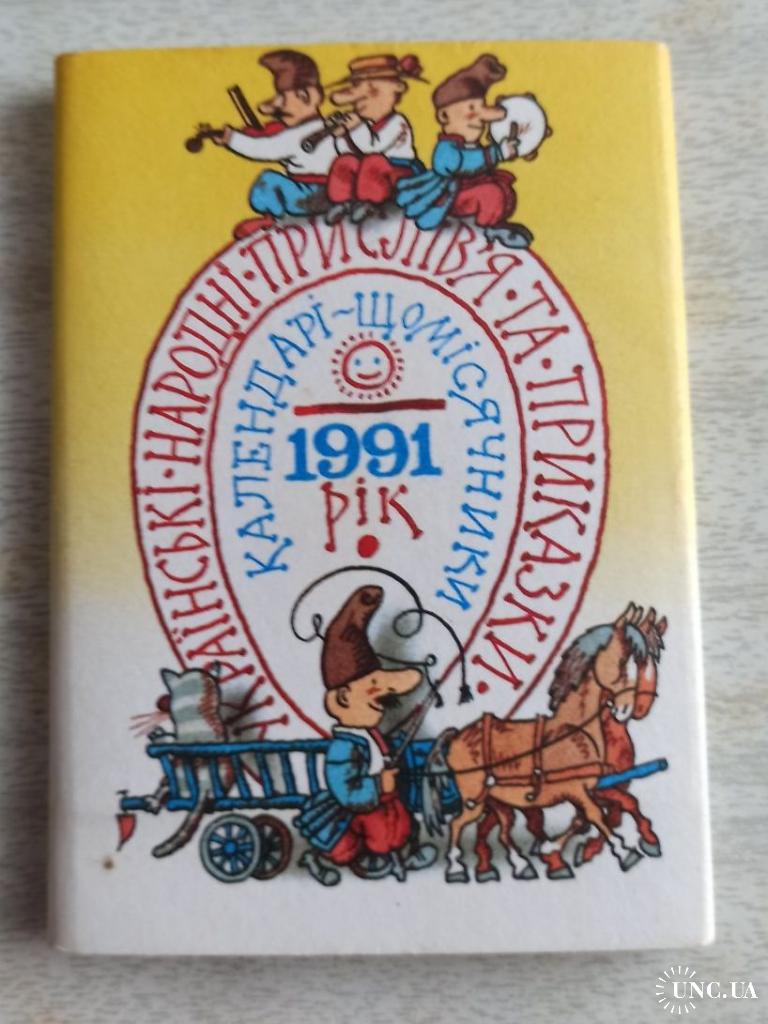 УКРАЇНСЬКІ·НАРОДНІ·ПРИСЛІВ'Я·ТА·ПРИКАЗКИ·
КАЛЕНДАРІ~ЩОМІСЯЧНИКИ
1991
рік
UNC.UA